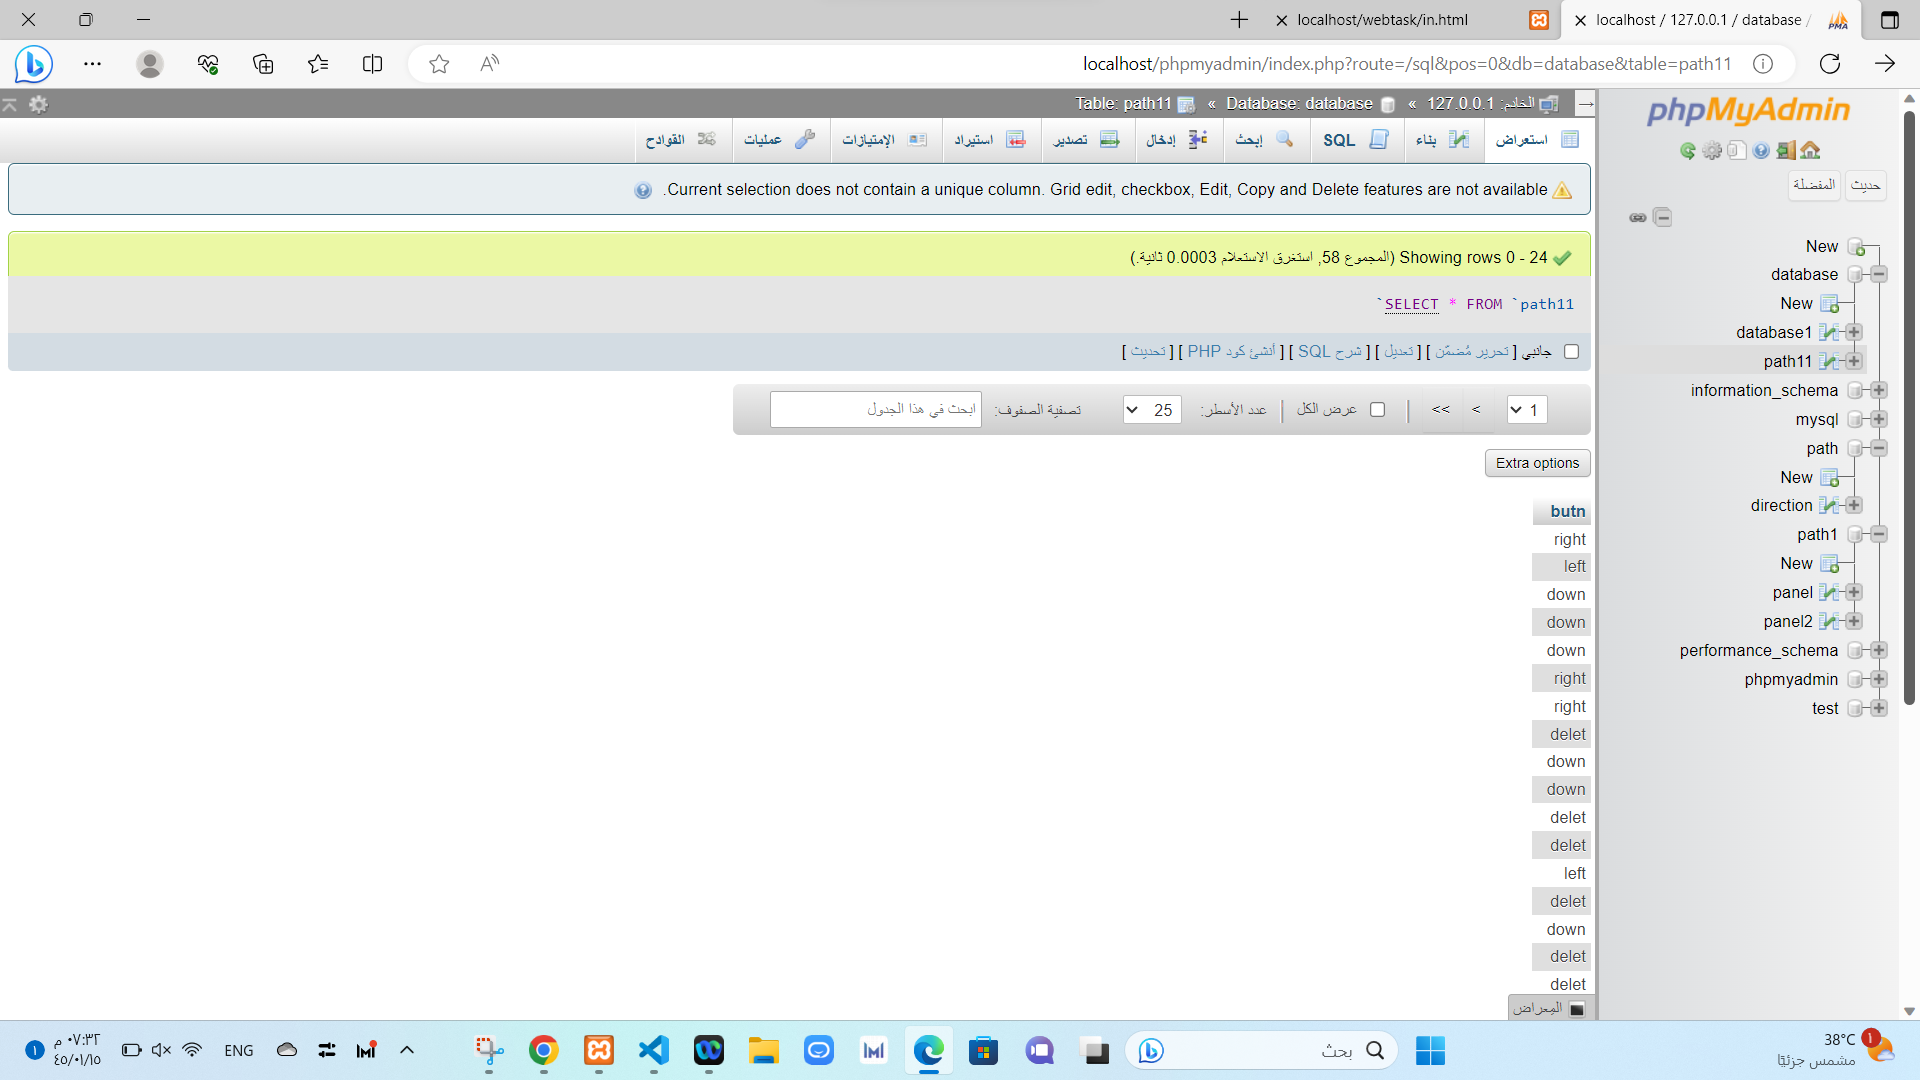 localhost / 127.0.0.1 / database /
localhost/webtask/in.html
localhost/phpmyadmin/index.php?route=/sql&pos=0&db=database&table=path11
phpMyAdmin
حديث
المفضلة
New
database
New
database1
path11
information_schema
mysql
path
New
direction
path1
New
panel
panel2
performance_schema
phpmyadmin
test
الخادم: 127.0.0.1 » Database: database » Table: path11
استعراض
بناء
SQL
إبحث
إدخال
تصدير
استيراد
الإمتيازات
عمليات
القوادح
Current selection does not contain a unique column. Grid edit, checkbox, Edit, Copy and Delete features are not available.
Showing rows 0 - 24 (المجموع 58, استغرق الاستعلام 0.0003 ثانية.)
SELECT * FROM `path11`
جانبي [ تحرير مُضمّن ] [ تعديل ] [ شرح SQL ] [ أنشئ كود PHP ] [ تحديث ]
1 > >> | عرض الكل | عدد الأسطر: 25 تصفية الصفوف: ابحث في هذا الجدول
Extra options
butn
right
left
down
down
down
right
right
delet
down
down
delet
delet
left
delet
down
delet
delet
المِعراض
38°C
مشمس جزئيًا
1
بحث
ENG
٠٧:٣٢ م
٤٥/٠١/١٥
١